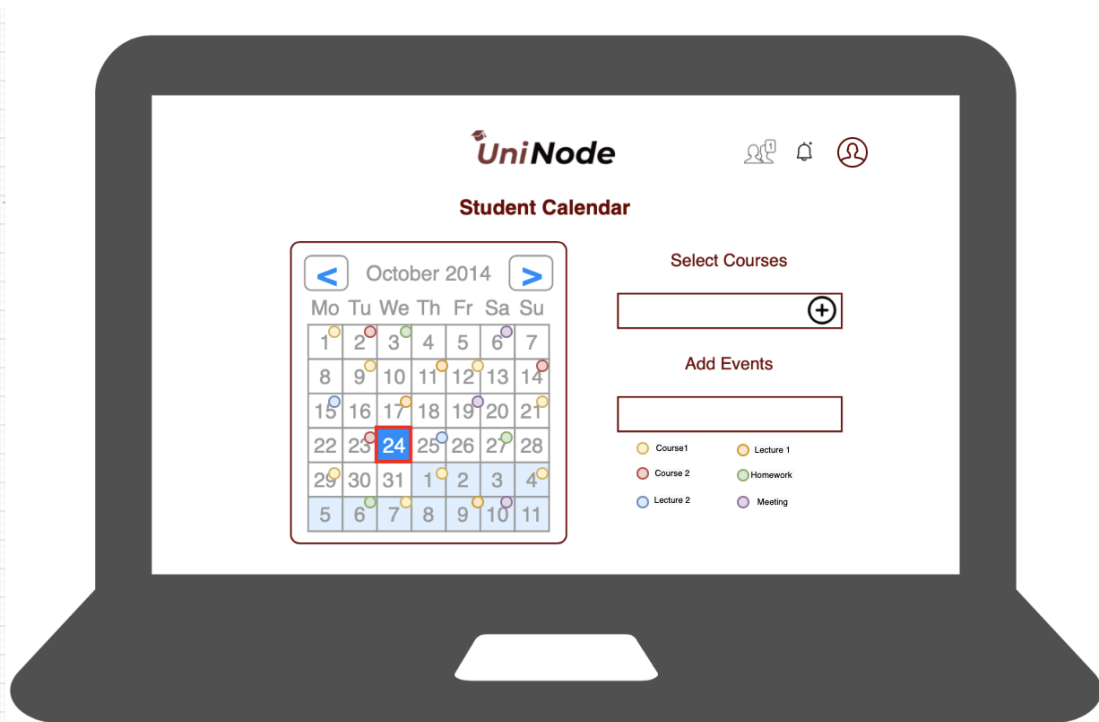 UniNode
Student Calendar
< October 2014 >
Mo Tu We Th Fr Sa Su
1 2 3 4 5 6 7
8 9 10 11 12 13 14
15 16 17 18 19 20 21
22 23 24 25 26 27 28
29 30 31 1 2 3 4
5 6 7 8 9 10 11
Select Courses
Add Events
Course1 Lecture 1
Course 2 Homework
Lecture 2 Meeting